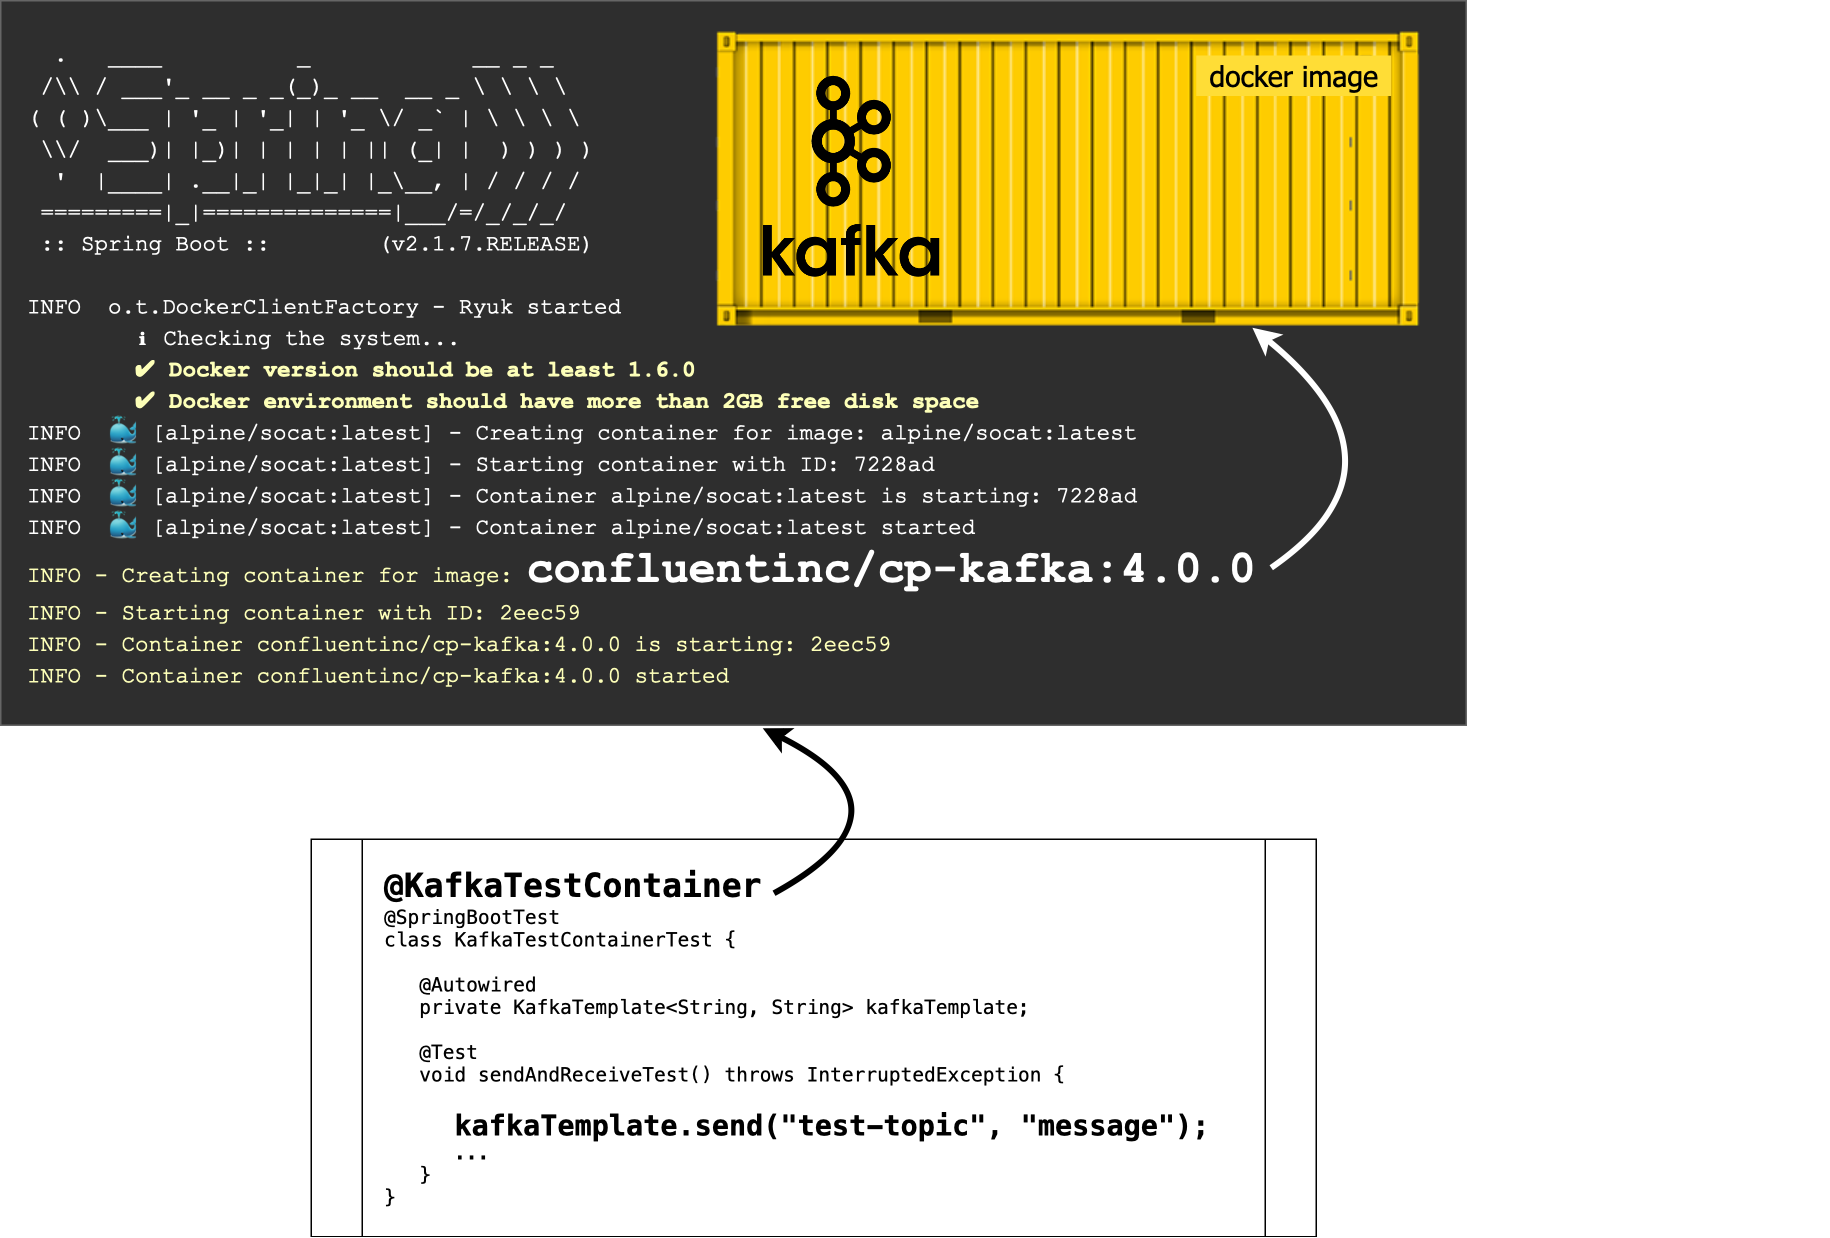 .   ____          _            __ _ _
 /\\ / ___'_ __ _ _(_)_ __  __ _ \ \ \ \
( ( )\___ | '_ | '_| | '_ \/ _` | \ \ \ \
 \\/  ___)| |_)| | | | | || (_| |  ) ) ) )
  '  |____| .__|_| |_|_| |_\__, | / / / /
 =========|_|==============|___/=/_/_/_/
 :: Spring Boot ::        (v2.1.7.RELEASE)
docker image
kafka
INFO  o.t.DockerClientFactory - Ryuk started
ℹ Checking the system...
✔ Docker version should be at least 1.6.0
✔ Docker environment should have more than 2GB free disk space
INFO 🐳 [alpine/socat:latest] - Creating container for image: alpine/socat:latest
INFO 🐳 [alpine/socat:latest] - Starting container with ID: 7228ad
INFO 🐳 [alpine/socat:latest] - Container alpine/socat:latest is starting: 7228ad
INFO 🐳 [alpine/socat:latest] - Container alpine/socat:latest started
INFO - Creating container for image: confluentinc/cp-kafka:4.0.0
INFO - Starting container with ID: 2eec59
INFO - Container confluentinc/cp-kafka:4.0.0 is starting: 2eec59
INFO - Container confluentinc/cp-kafka:4.0.0 started
@KafkaTestContainer
@SpringBootTest
class KafkaTestContainerTest {
   @Autowired
   private KafkaTemplate<String, String> kafkaTemplate;
   @Test
   void sendAndReceiveTest() throws InterruptedException {
      kafkaTemplate.send("test-topic", "message");
      ...
   }
}